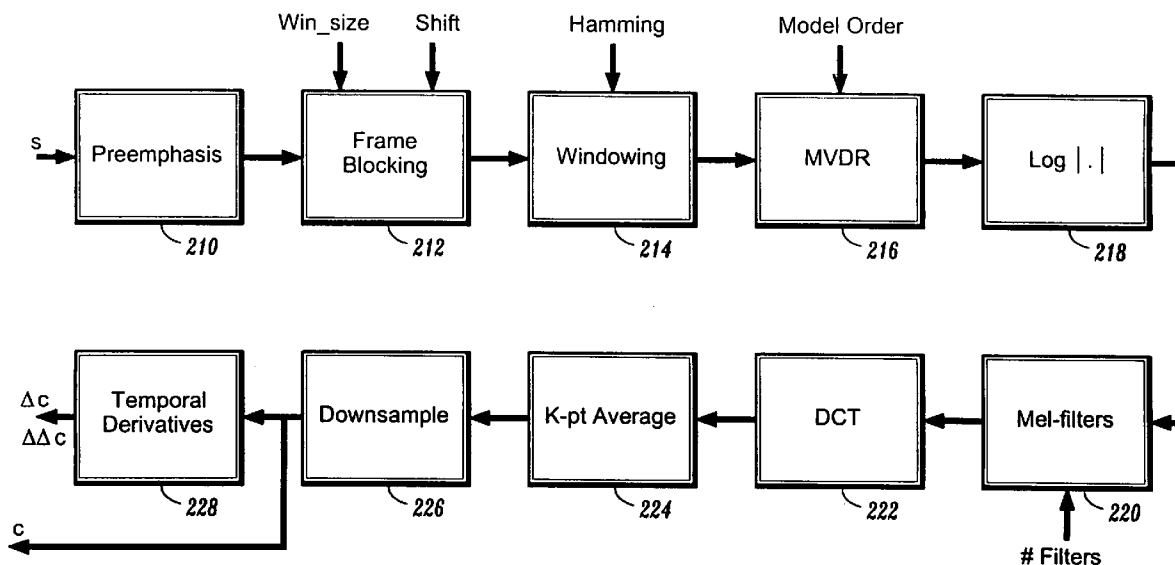 Win_size
Shift
Hamming
Model Order
s
Preemphasis
Frame
Blocking
Windowing
MVDR
Log | . |
210
212
214
216
218
Δc
ΔΔc
Temporal
Derivatives
Downsample
K-pt Average
DCT
Mel-filters
228
226
224
222
220
c
# Filters